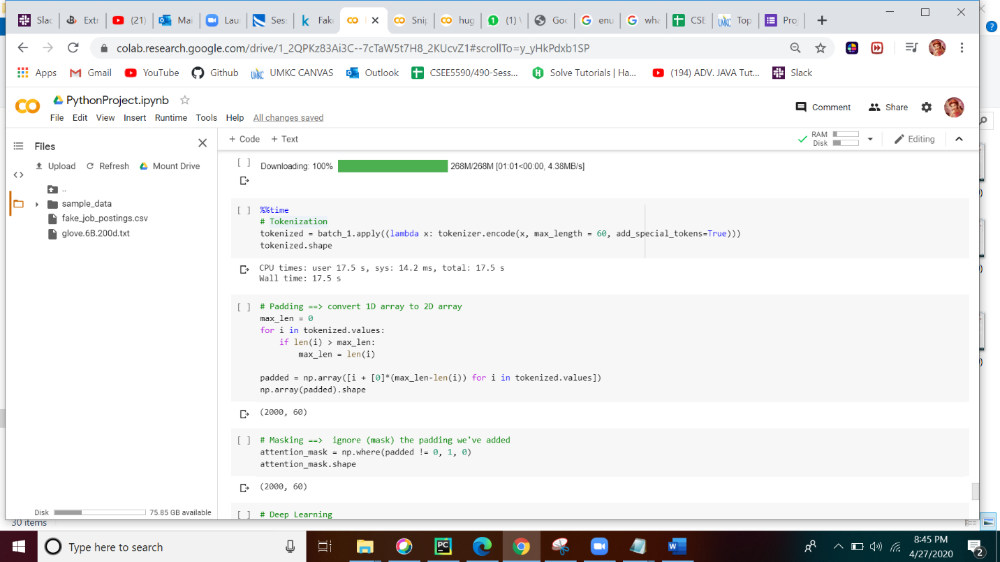 Slac
Extr
(21)
Mai
Lau
Ses
Fak
Snip
hug
(1) \
Goo
enu
wha
CSE
Top
Pro
colab.research.google.com/drive/1_2QPKz83Ai3C--7cTaW5t7H8_2KUcvZ1#scrollTo=y_yHkPdxb1SP
Apps
Gmail
YouTube
Github
UMKC CANVAS
Outlook
CSEE5590/490-Sess...
Solve Tutorials | Ha...
(194) ADV. JAVA Tut...
Slack
PythonProject.ipynb
File Edit View Insert Runtime Tools Help All changes saved
Comment
Share
Files
+ Code + Text
RAM
Disk
Editing
Upload Refresh Mount Drive
..
sample_data
fake_job_postings.csv
glove.6B.200d.txt
[ ] Downloading: 100% 268M/268M [01:01<00:00, 4.38MB/s]
[ ] %%time
# Tokenization
tokenized = batch_1.apply((lambda x: tokenizer.encode(x, max_length = 60, add_special_tokens=True)))
tokenized.shape
CPU times: user 17.5 s, sys: 14.2 ms, total: 17.5 s
Wall time: 17.5 s
[ ] # Padding ==> convert 1D array to 2D array
max_len = 0
for i in tokenized.values:
if len(i) > max_len:
max_len = len(i)
padded = np.array([i + [0]*(max_len-len(i)) for i in tokenized.values])
np.array(padded).shape
(2000, 60)
[ ] # Masking ==>  ignore (mask) the padding we've added
attention_mask = np.where(padded != 0, 1, 0)
attention_mask.shape
(2000, 60)
[ ] # Deep Learning
Disk 75.85 GB available
30 items
Type here to search
8:45 PM
4/27/2020
2